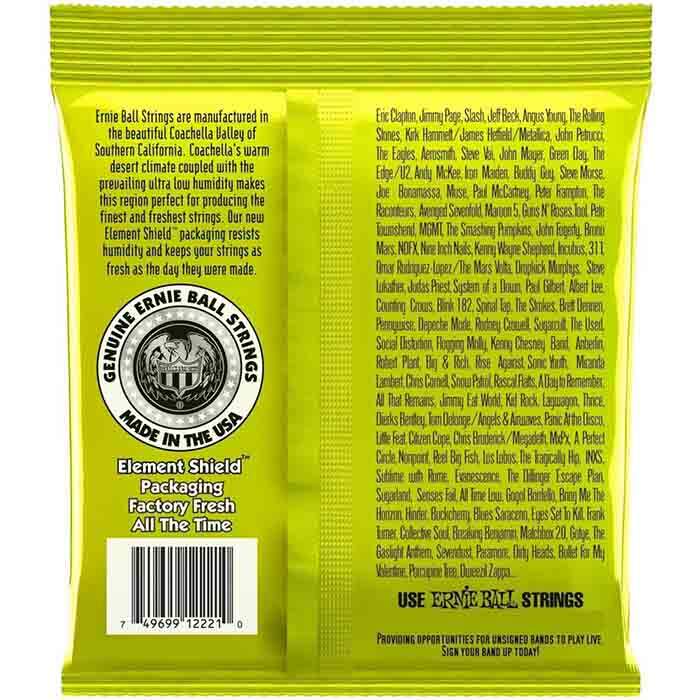 Ernie Ball Strings are manufactured in
the beautiful Coachella Valley of
Southern California. Coachella's warm
desert climate coupled with the
prevailing ultra low humidity makes
this region perfect for producing the
finest and freshest strings. Our new
Element Shield™ packaging resists
humidity and keeps your strings as
fresh as the day they were made.
GENUINE ERNIE BALL STRINGS
MADE IN THE USA
Element Shield™
Packaging
Factory Fresh
All The Time
7 49699 12221 0
Eric Clapton, Jimmy Page, Slash, Jeff Beck, Angus Young, The Rolling
Stones, Kirk Hammett/James Hetfield/Metallica, John Petrucci,
The Eagles, Aerosmith, Steve Vai, John Mayer, Green Day, The
Edge/U2, Andy McKee, Iron Maiden, Buddy Guy, Steve Morse,
Joe Bonamassa, Muse, Paul McCartney, Peter Frampton, The
Raconteurs, Avenged Sevenfold, Maroon 5, Guns N' Roses, Tool, Pete
Townshend, MGMT, The Smashing Pumpkins, John Fogerty, Bruno
Mars, NOFX, Nine Inch Nails, Kenny Wayne Shepherd, Incubus, 311,
Omar Rodriguez-Lopez/The Mars Volta, Dropkick Murphys, Steve
Lukather, Judas Priest, System of a Down, Paul Gilbert, Albert Lee,
Counting Crows, Blink 182, Spinal Tap, The Strokes, Brett Dennen,
Pennywise, Depeche Mode, Rodney Crowell, Sugarcult, The Used,
Social Distortion, Flogging Molly, Kenny Chesney Band, Anberlin,
Robert Plant, Big & Rich, Rise Against, Sonic Youth, Miranda
Lambert, Chris Cornell, Snow Patrol, Rascal Flatts, A Day to Remember,
All That Remains, Jimmy Eat World, Kid Rock, Lagwagon, Thrice,
Dierks Bentley, Tom Delonge/Angels & Airwaves, Panic At the Disco,
Little Feat, Citizen Cope, Chris Broderick/Megadeth, MxPx, A Perfect
Circle, Nonpoint, Reel Big Fish, Los Lobos, The Tragically Hip, INXS,
Sublime with Rome, Evanescence, The Dillinger Escape Plan,
Sugarland, Senses Fail, All Time Low, Gogol Bordello, Bring Me The
Horizon, Hinder, Buckcherry, Blues Saraceno, Eyes Set To Kill, Frank
Turner, Collective Soul, Breaking Benjamin, Matchbox 20, Gotye, The
Gaslight Anthem, Sevendust, Paramore, Dirty Heads, Bullet For My
Valentine, Porcupine Tree, Dweezil Zappa...
USE ERNIE BALL STRINGS
PROVIDING OPPORTUNITIES FOR UNSIGNED BANDS TO PLAY LIVE.
SIGN YOUR BAND UP TODAY!